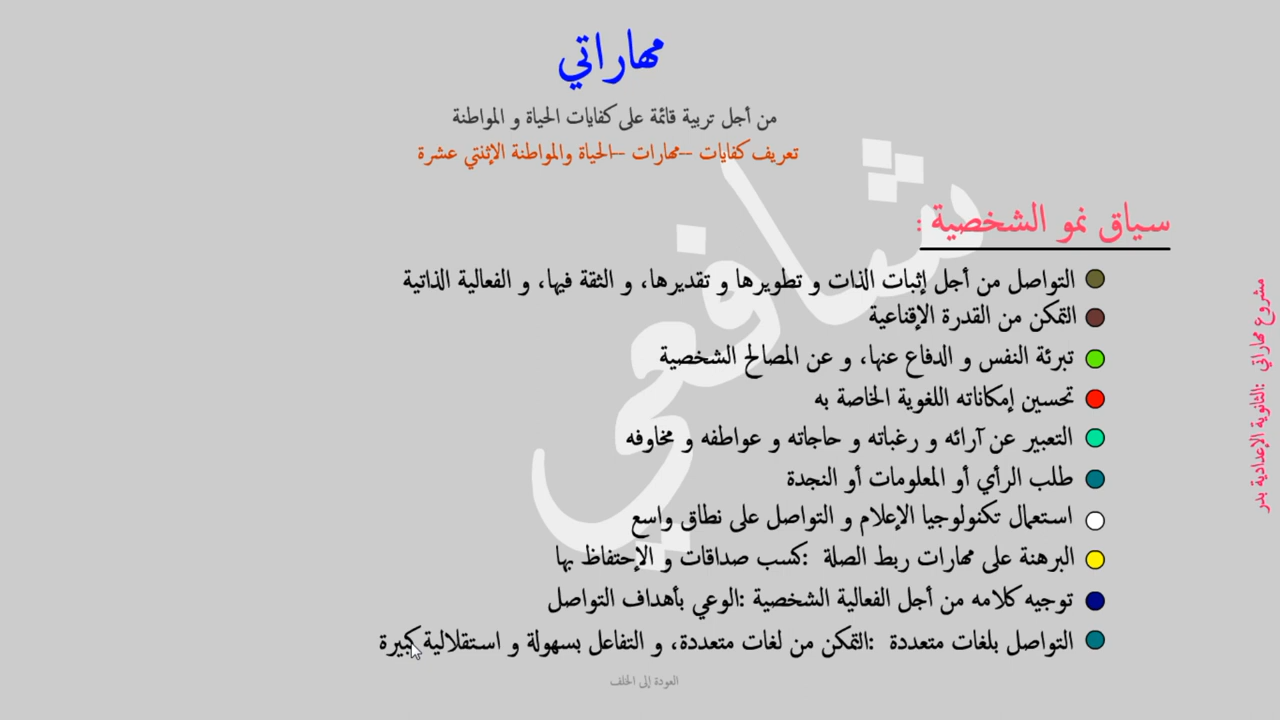 مهاراتي
من أجل تربية قائمة على كفايات الحياة و المواطنة
تعريف كفايات –مهارات –الحياة والمواطنة الإثنتي عشرة
سياق نمو الشخصية :
التواصل من أجل إثبات الذات و تطويرها و تقديرها، و الثقة فيها، و الفعالية الذاتية
التمكن من القدرة الإقناعية
تبرئة النفس و الدفاع عنها، و عن المصالح الشخصية
تحسين إمكاناته اللغوية الخاصة به
التعبير عن آرائه و رغباته و حاجاته و عواطفه و مخاوفه
طلب الرأي أو المعلومات أو النجدة
استعمال تكنولوجيا الإعلام و التواصل على نطاق واسع
البرهنة على مهارات ربط الصلة :كسب صداقات و الإحتفاظ بها
توجيه كلامه من أجل الفعالية الشخصية :الوعي بأهداف التواصل
التواصل بلغات متعددة :التمكن من لغات متعددة، و التفاعل بسهولة و استقلالية كبيرة
العودة إلى الخلف
مشروع مهاراتي :الثانوية الإعدادية بدر
شافعي